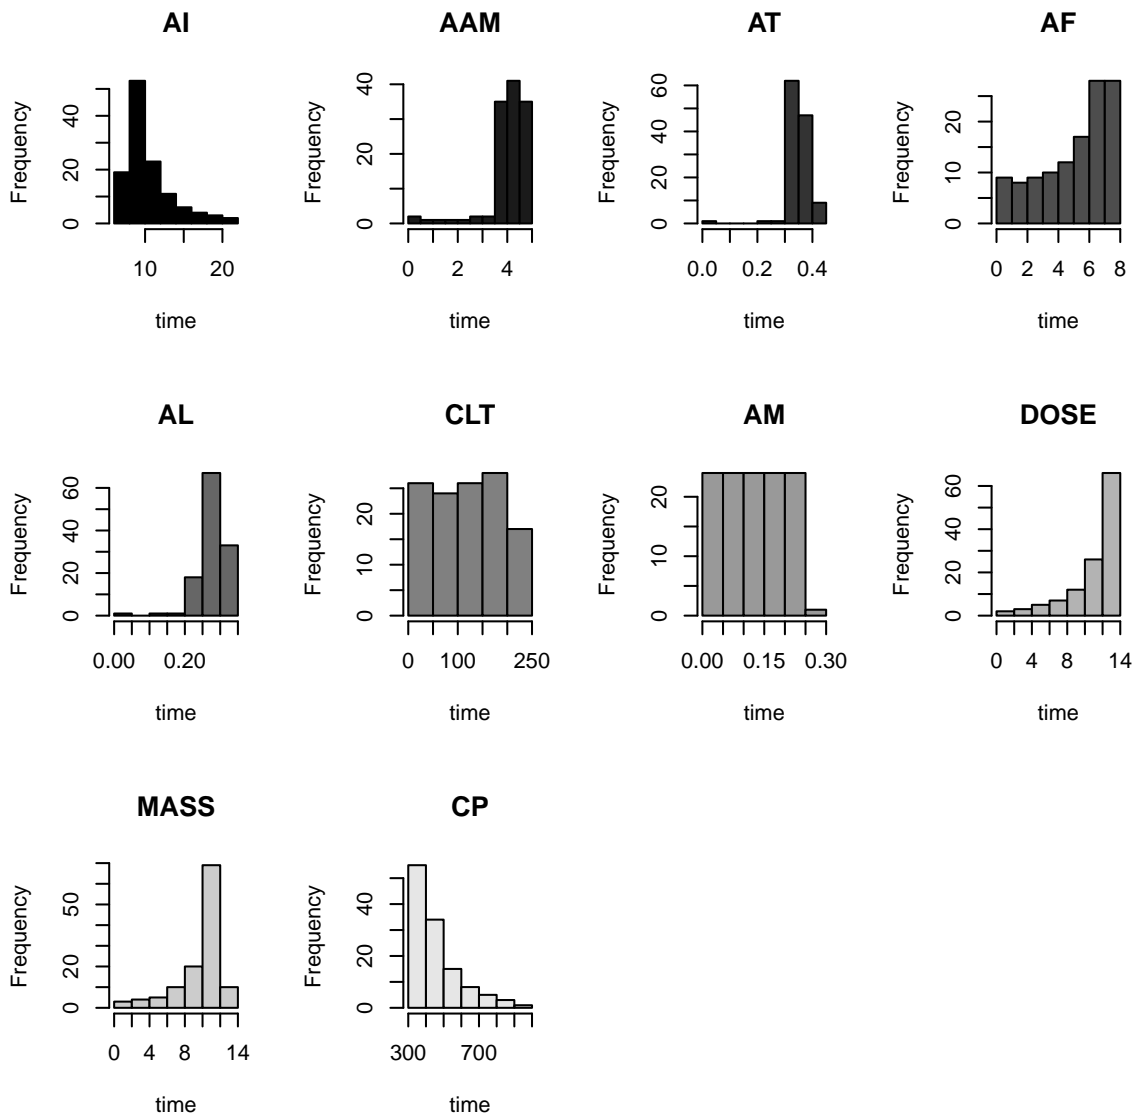 AI AAM AT AF
Frequency 0 20 40 Frequency 0 20 40 Frequency 0 20 40 60 Frequency 0 10 20
10 20 0 2 4 0.0 0.2 0.4 0 2 4 6 8
time time time time
AL CLT AM DOSE
Frequency 0 20 40 60 Frequency 0 10 20 Frequency 0 10 20 Frequency 0 20 40 60
0.00 0.20 0 100 250 0.00 0.15 0.30 0 4 8 14
time time time time
MASS CP
Frequency 0 20 50 Frequency 0 20 40
0 4 8 14 300 700
time time